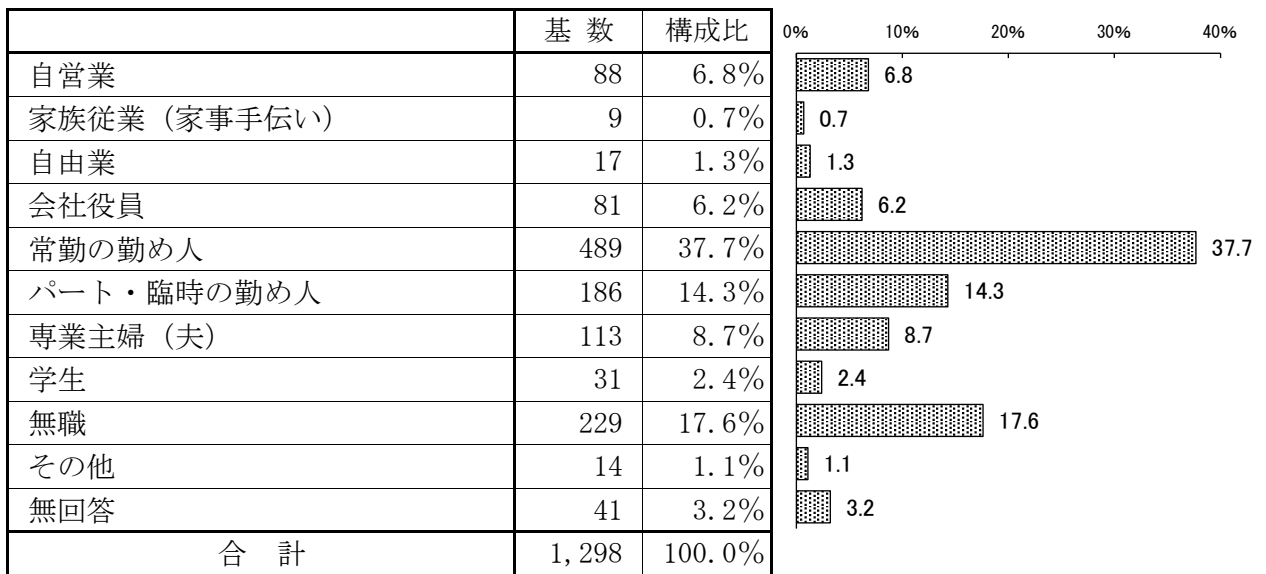 基 数 構成比 0% 10% 20% 30% 40%
自営業 88 6.8% 6.8
家族従業（家事手伝い） 9 0.7% 0.7
自由業 17 1.3% 1.3
会社役員 81 6.2% 6.2
常勤の勤め人 489 37.7% 37.7
パート・臨時の勤め人 186 14.3% 14.3
専業主婦（夫） 113 8.7% 8.7
学生 31 2.4% 2.4
無職 229 17.6% 17.6
その他 14 1.1% 1.1
無回答 41 3.2% 3.2
合 計 1,298 100.0%